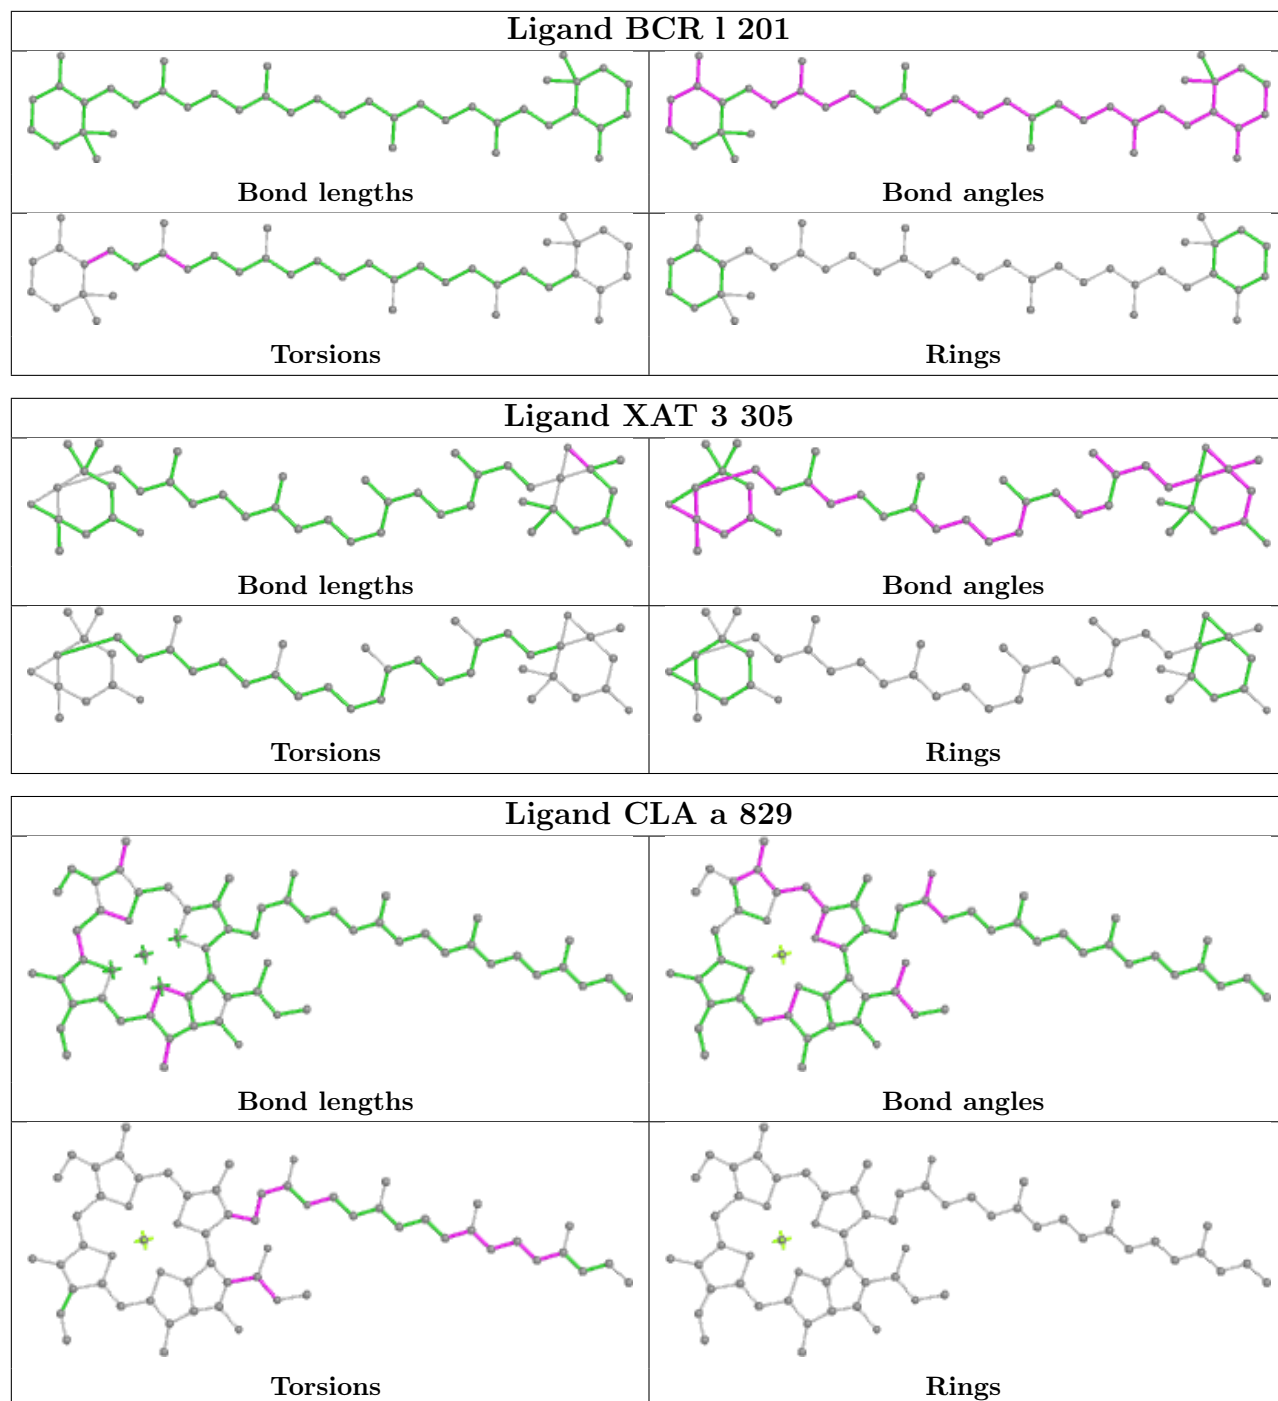 Ligand BCR l 201
Bond lengths
Bond angles
Torsions
Rings
Ligand XAT 3 305
Bond lengths
Bond angles
Torsions
Rings
Ligand CLA a 829
Bond lengths
Bond angles
Torsions
Rings